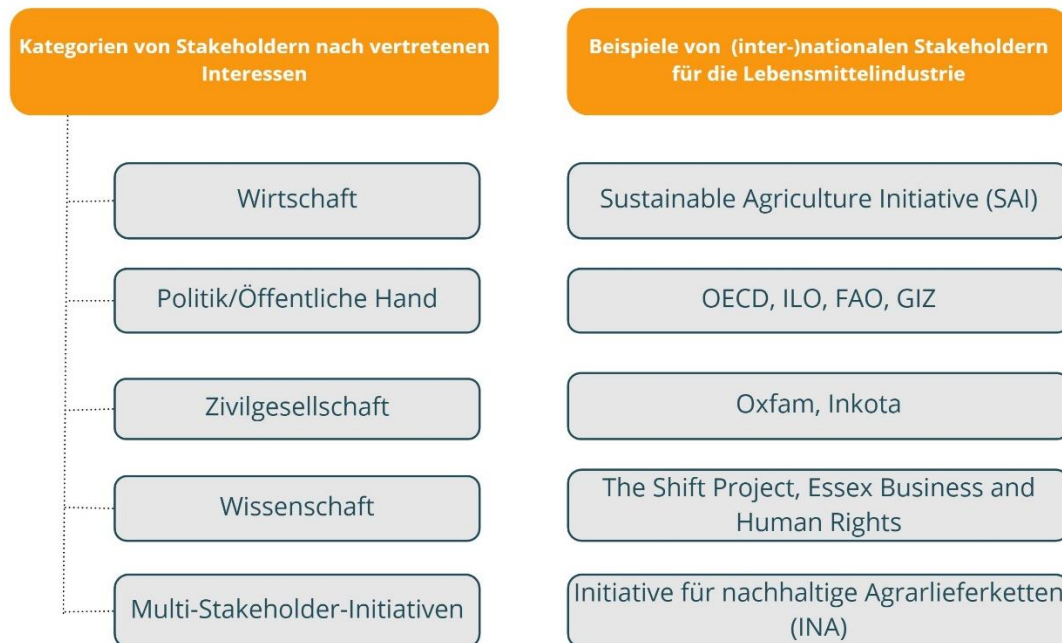 Kategorien von Stakeholdern nach vertretenen
Interessen
Beispiele von (inter-)nationalen Stakeholdern
für die Lebensmittelindustrie
Wirtschaft
Sustainable Agriculture Initiative (SAI)
Politik/Öffentliche Hand
OECD, ILO, FAO, GIZ
Zivilgesellschaft
Oxfam, Inkota
Wissenschaft
The Shift Project, Essex Business and
Human Rights
Multi-Stakeholder-Initiativen
Initiative für nachhaltige Agrarlieferketten
(INA)